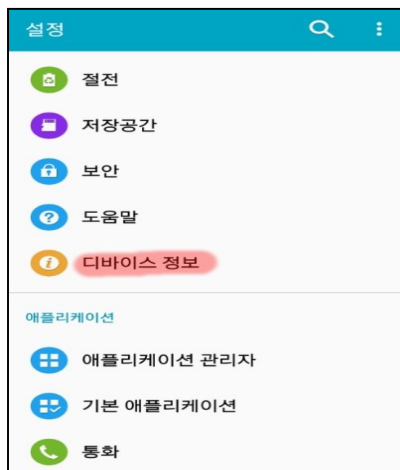 설정
절전
저장공간
보안
도움말
디바이스 정보
애플리케이션
애플리케이션 관리자
기본 애플리케이션
통화